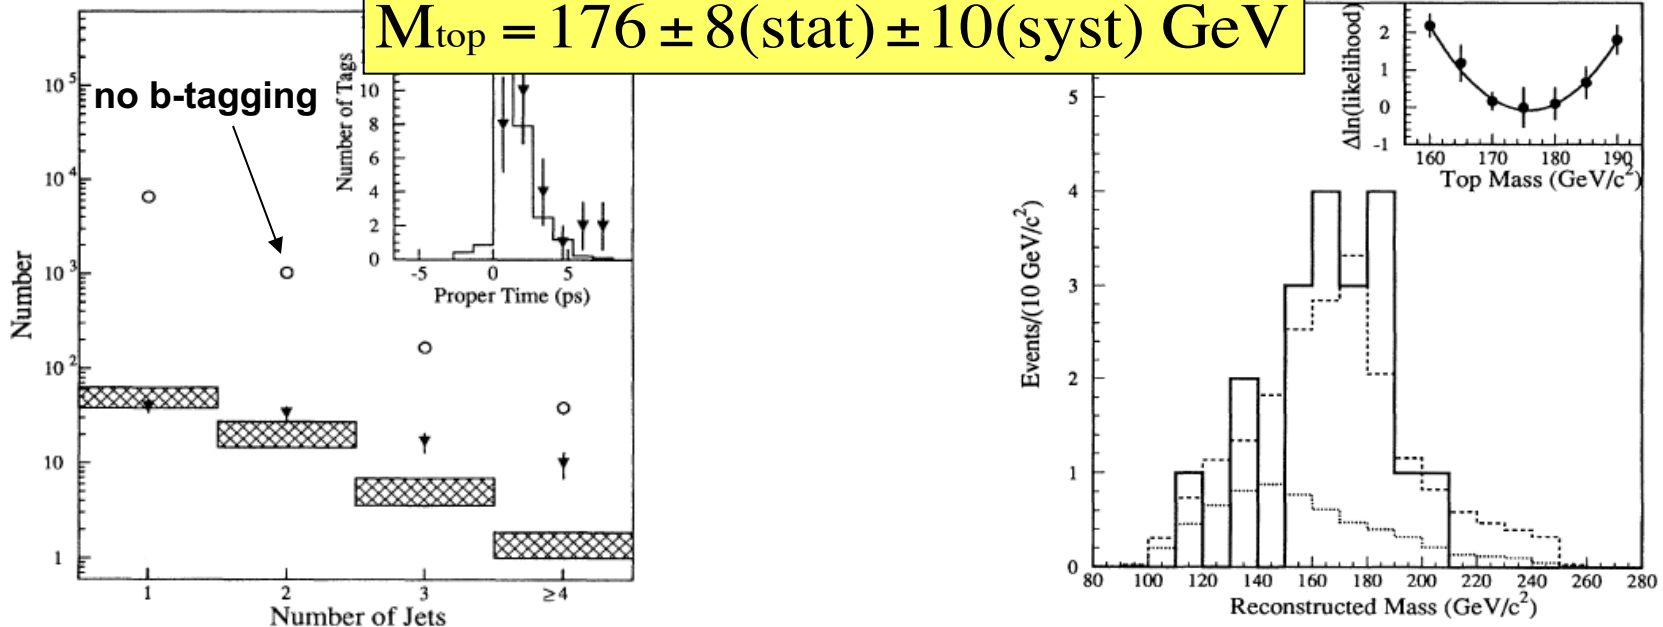 M top = 176 ± 8(stat) ± 10(syst) GeV
no b-tagging
Number
10 5
10 4
10 3
10 2
10
1
1 2 3 ≥4
Number of Jets
Number of Tags
10
8
6
4
2
0
-5 0 5
Proper Time (ps)
Events/(10 GeV/c2)
5
4
3
2
1
0
80 100 120 140 160 180 200 220 240 260 280
Reconstructed Mass (GeV/c2)
Δln(likelihood)
2
1
0
-1
160 170 180 190
Top Mass (GeV/c2)